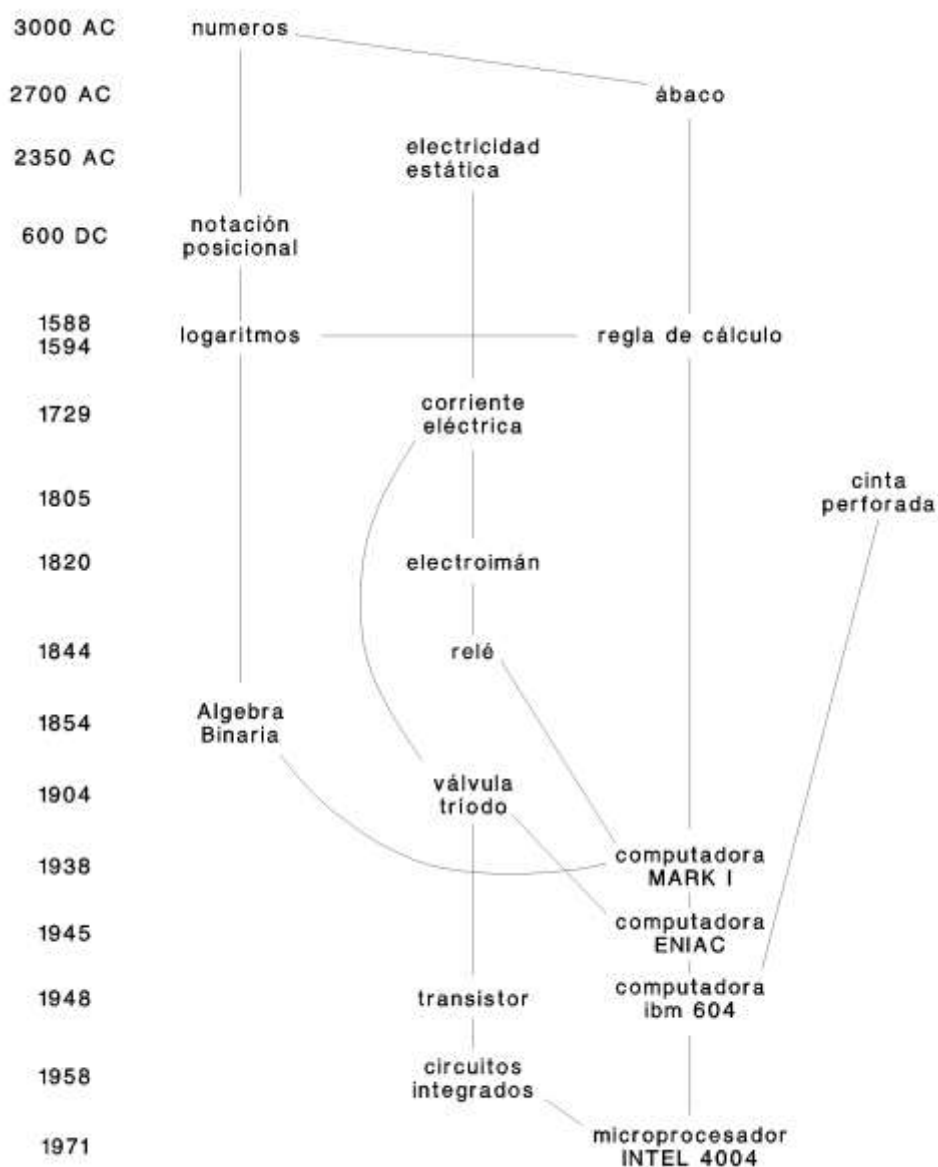 3000 AC numeros
2700 AC ábaco
2350 AC electricidad
estática
600 DC notación
posicional
1588
1594 logaritmos regla de cálculo
1729 corriente
eléctrica
1805 cinta
perforada
1820 electroimán
1844 relé
1854 Algebra
Binaria
1904 válvula
tríodo
1938 computadora
MARK I
1945 computadora
ENIAC
1948 transistor computadora
ibm 604
1958 circuitos
integrados
1971 microprocesador
INTEL 4004